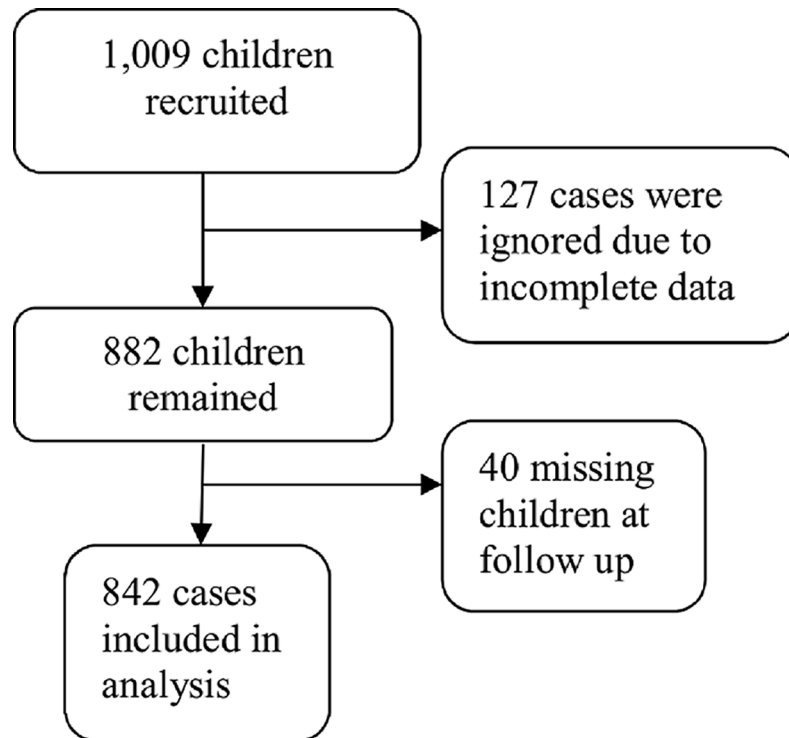 1,009 children
recruited
127 cases were
ignored due to
incomplete data
882 children
remained
40 missing
children at
follow up
842 cases
included in
analysis